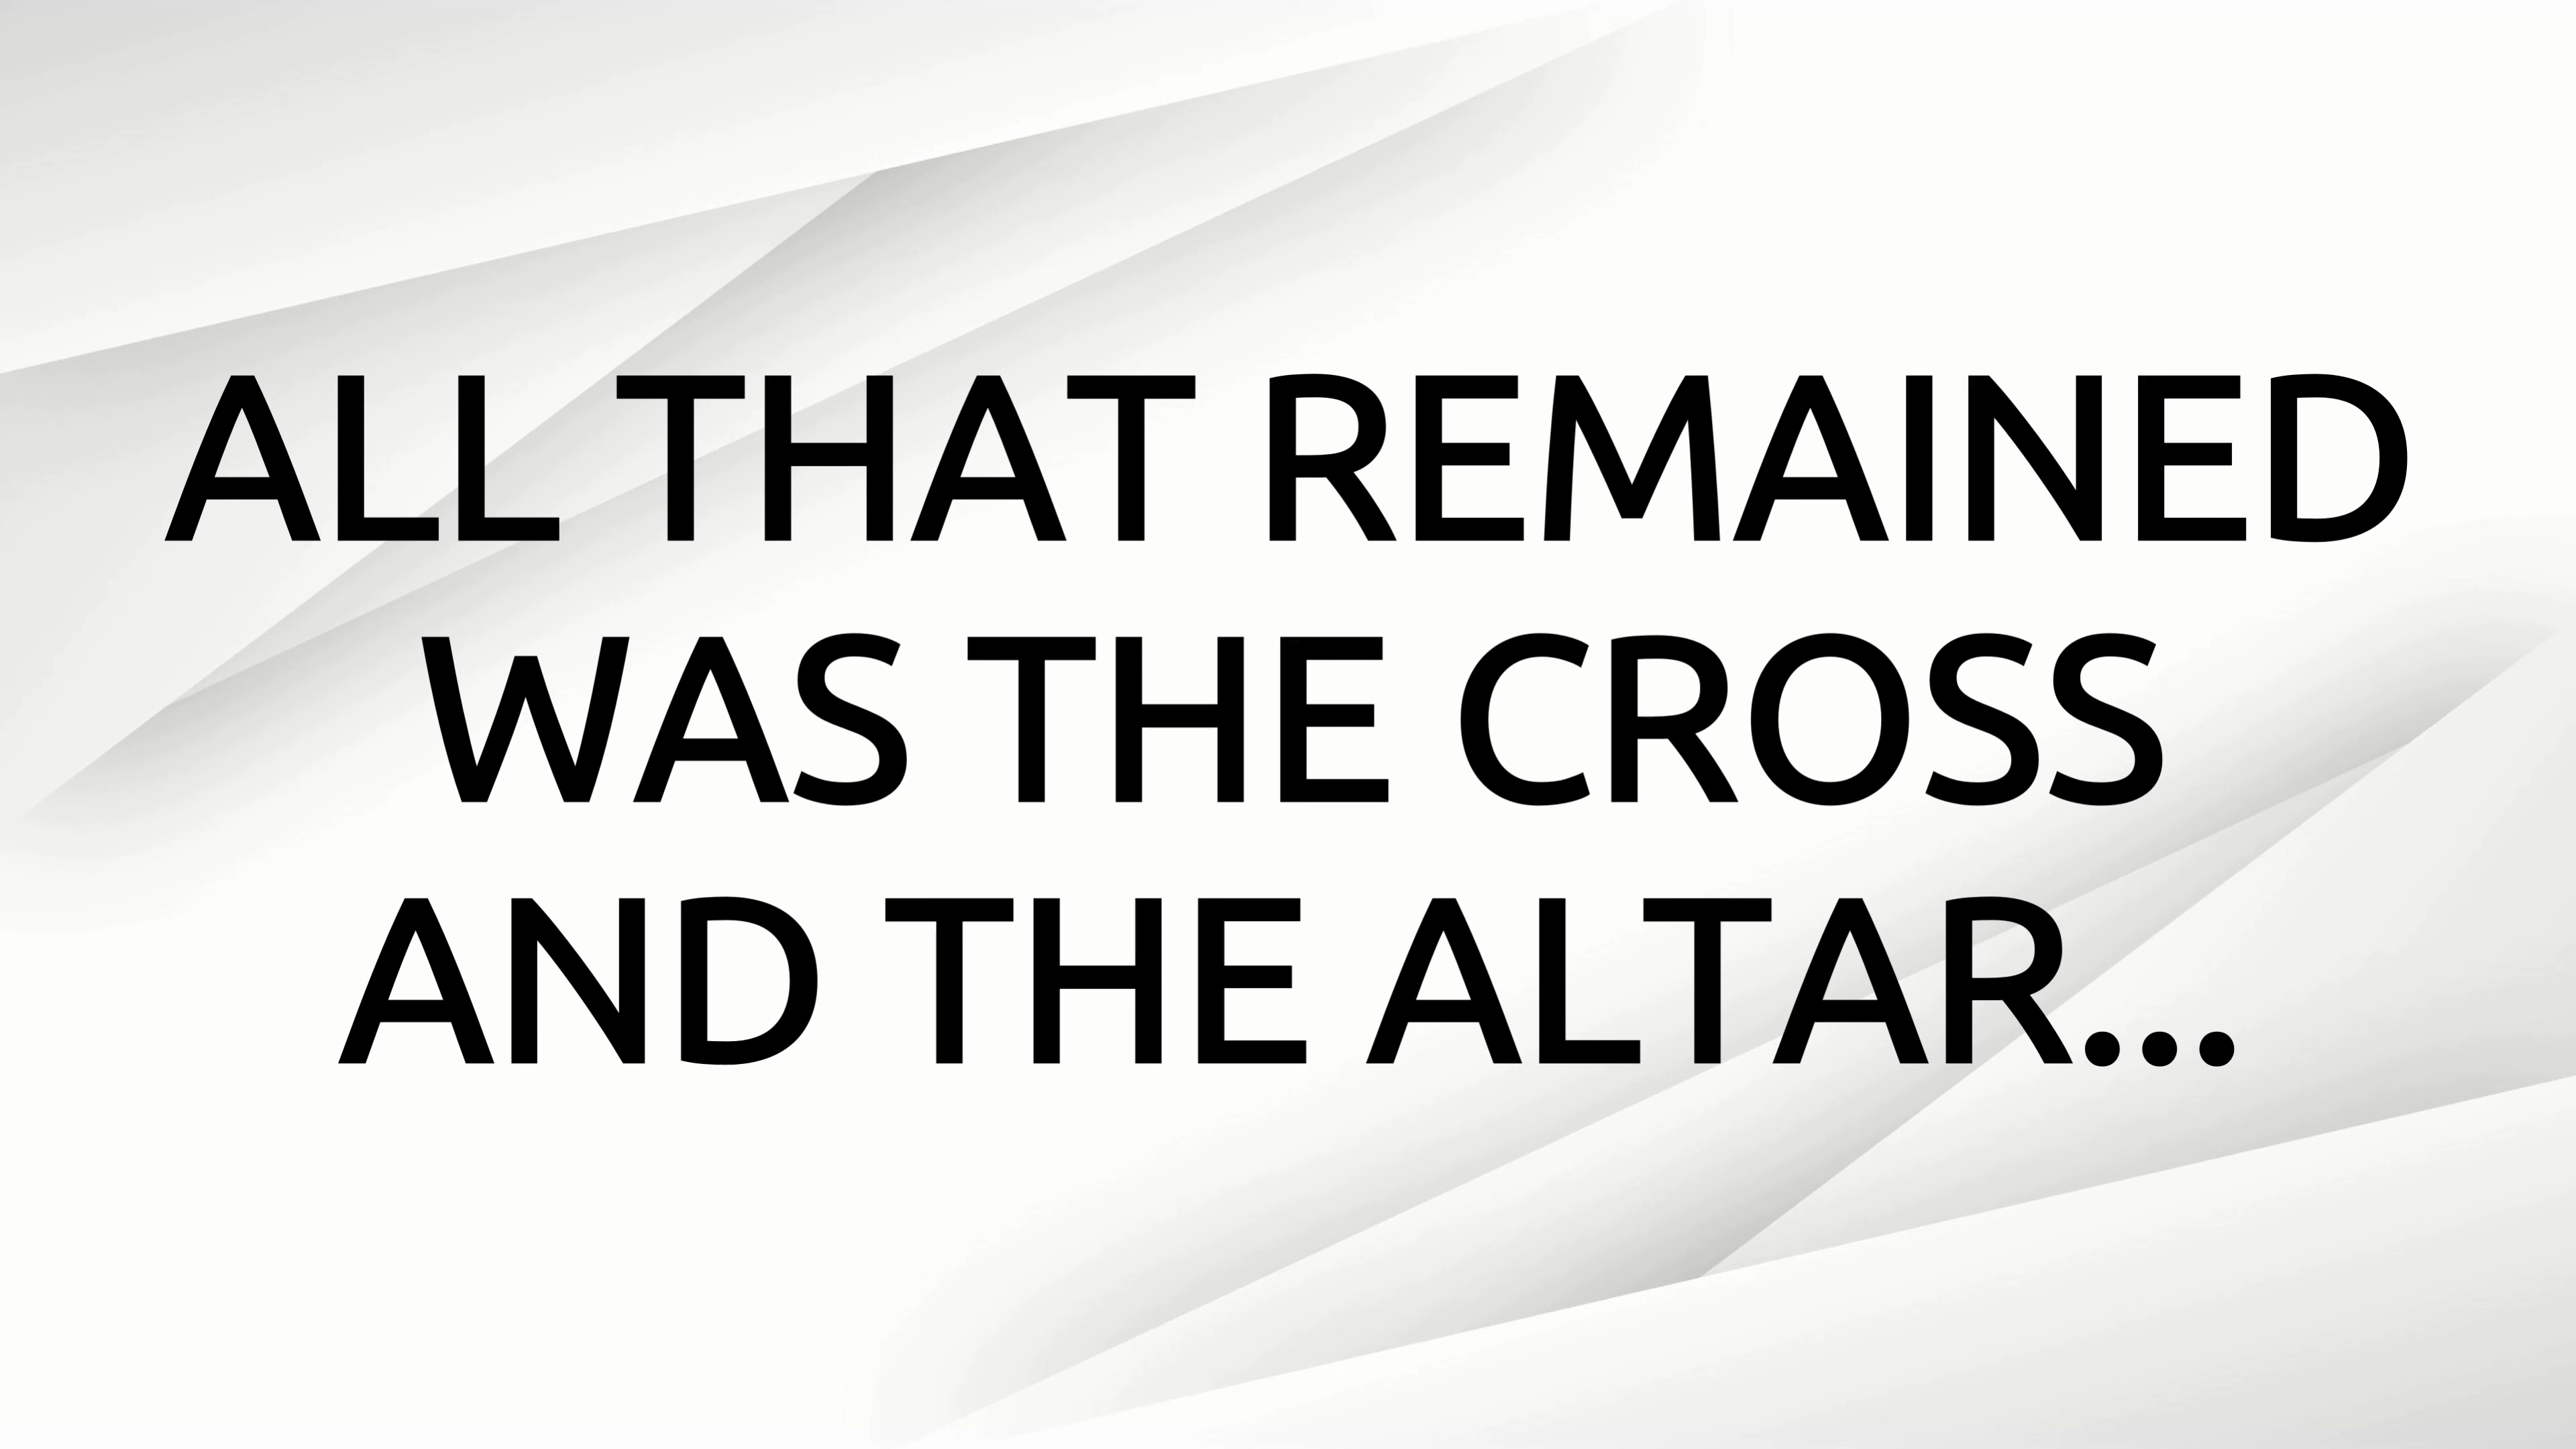 ALL THAT REMAINED
WAS THE CROSS
AND THE ALTAR...